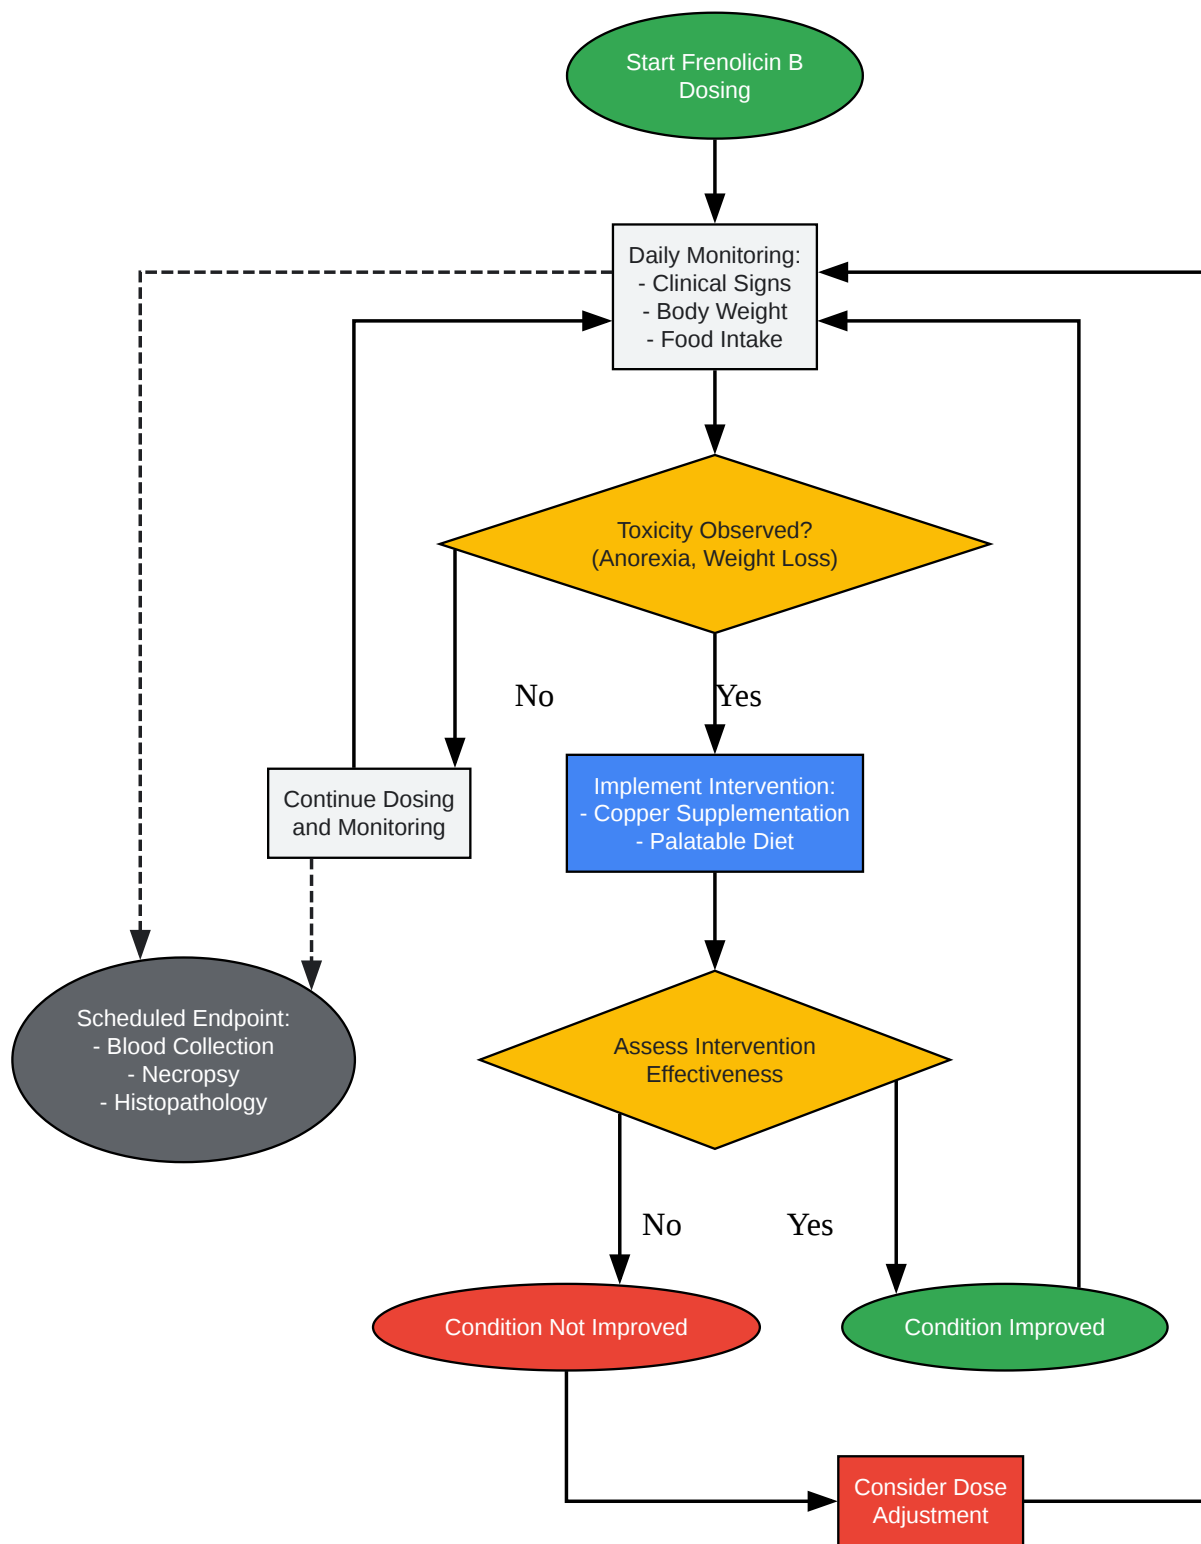 Start Frenolicin B
Dosing
Daily Monitoring:
- Clinical Signs
- Body Weight
- Food Intake
Toxicity Observed?
(Anorexia, Weight Loss)
No
Yes
Continue Dosing
and Monitoring
Implement Intervention:
- Copper Supplementation
- Palatable Diet
Scheduled Endpoint:
- Blood Collection
- Necropsy
- Histopathology
Assess Intervention
Effectiveness
No
Yes
Condition Not Improved
Condition Improved
Consider Dose
Adjustment